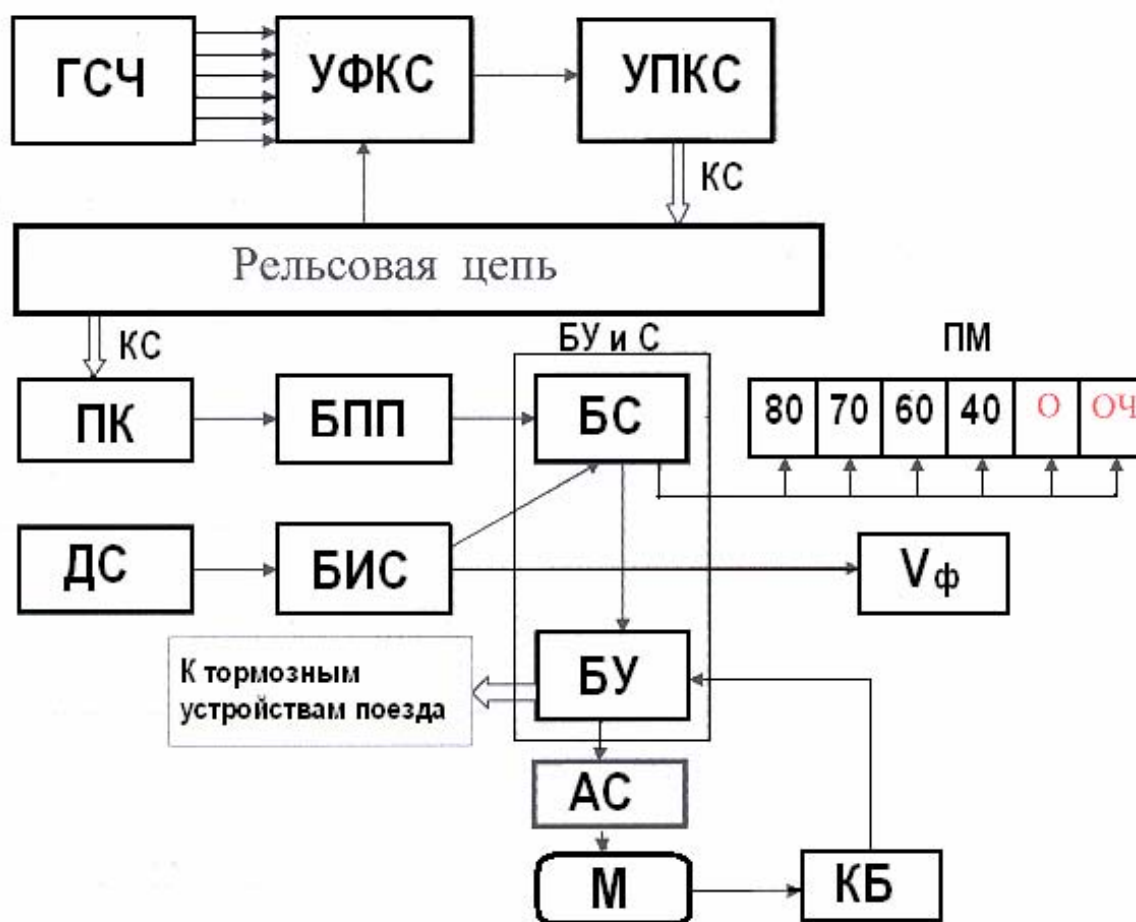 ГСЧ
УФКС
УПКС
КС
Рельсовая цепь
КС
БУ и С
ПМ
ПК
БПП
БС
80 70 60 40 О ОЧ
ДС
БИС
Vф
К тормозным
устройствам поезда
БУ
АС
М
КБ